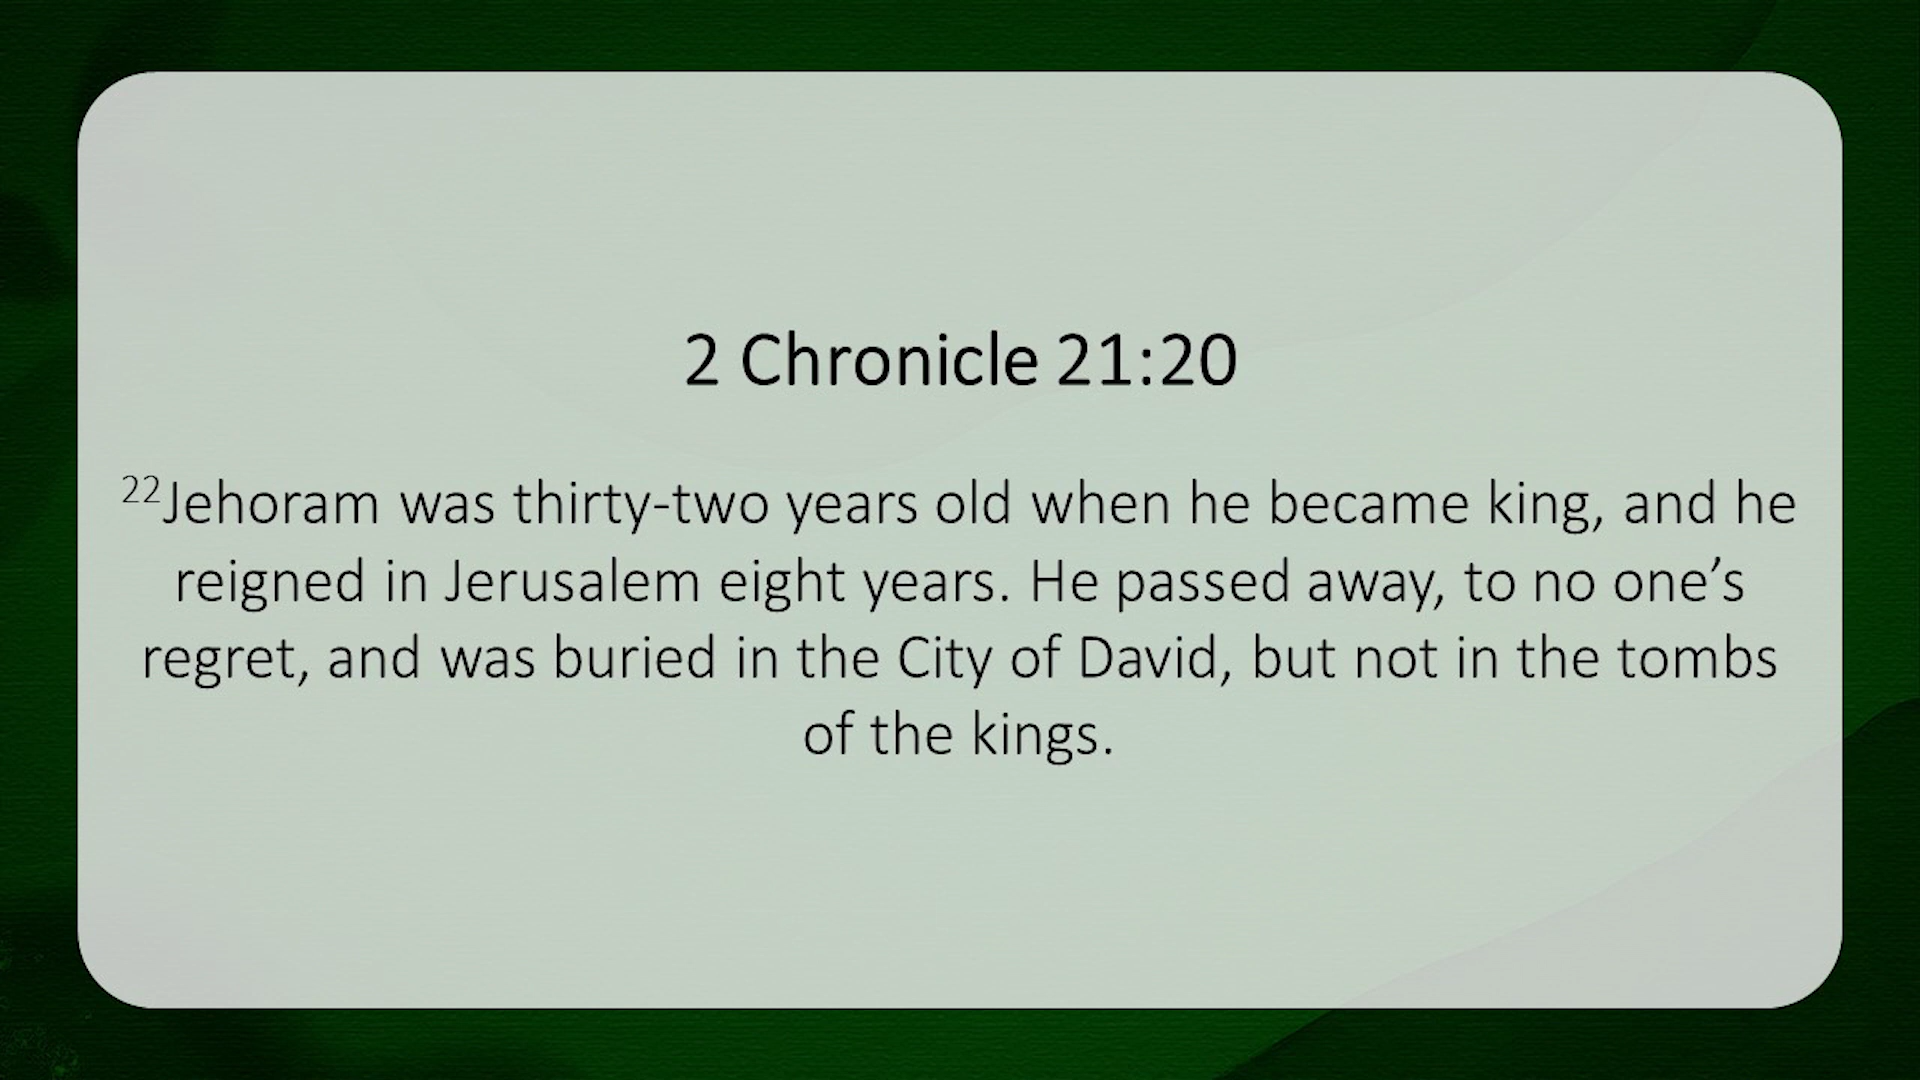 2 Chronicle 21:20
22Jehoram was thirty-two years old when he became king, and he
reigned in Jerusalem eight years. He passed away, to no one’s
regret, and was buried in the City of David, but not in the tombs
of the kings.